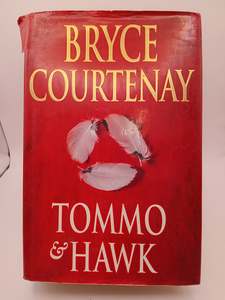 BRYCE
COURTENAY
TOMMO
& HAWK